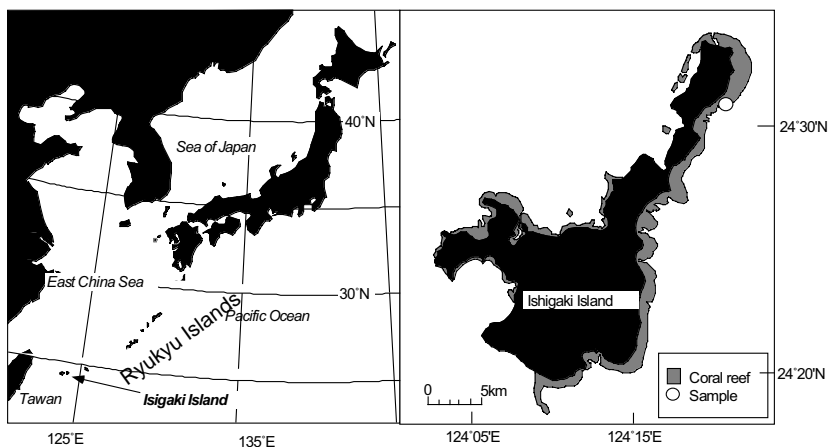 40°N
Sea of Japan
East China Sea
30°N
Ryukyu Islands
Pacific Ocean
Tawan
Isigaki Island
125°E
135°E
24°30'N
Ishigaki Island
Coral reef
Sample
0 5km
24°20'N
124°05'E
124°15'E